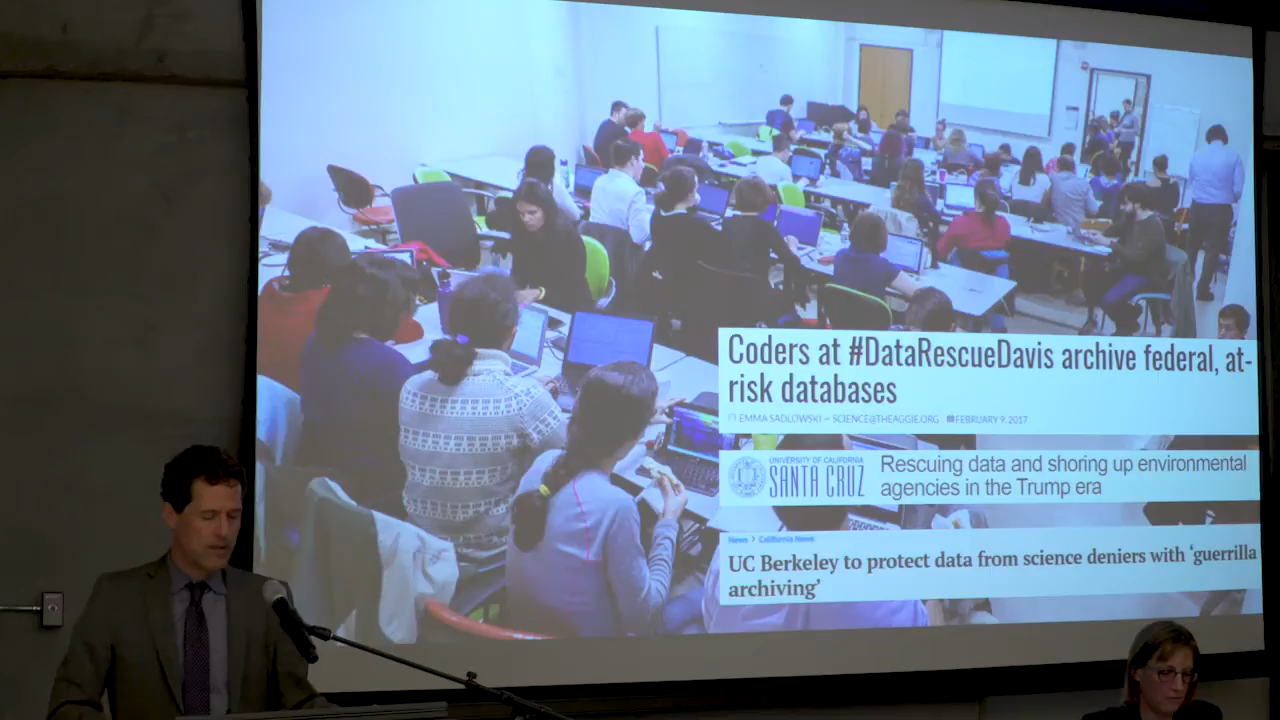 Coders at #DataRescueDavis archive federal, at-
risk databases
EMMA SADLOWSKI — SCIENCE@THEAGGIE.ORG FEBRUARY 9, 2017
UNIVERSITY OF CALIFORNIA
SANTA CRUZ
Rescuing data and shoring up environmental
agencies in the Trump era
News > California News
UC Berkeley to protect data from science deniers with ‘guerrilla
archiving’